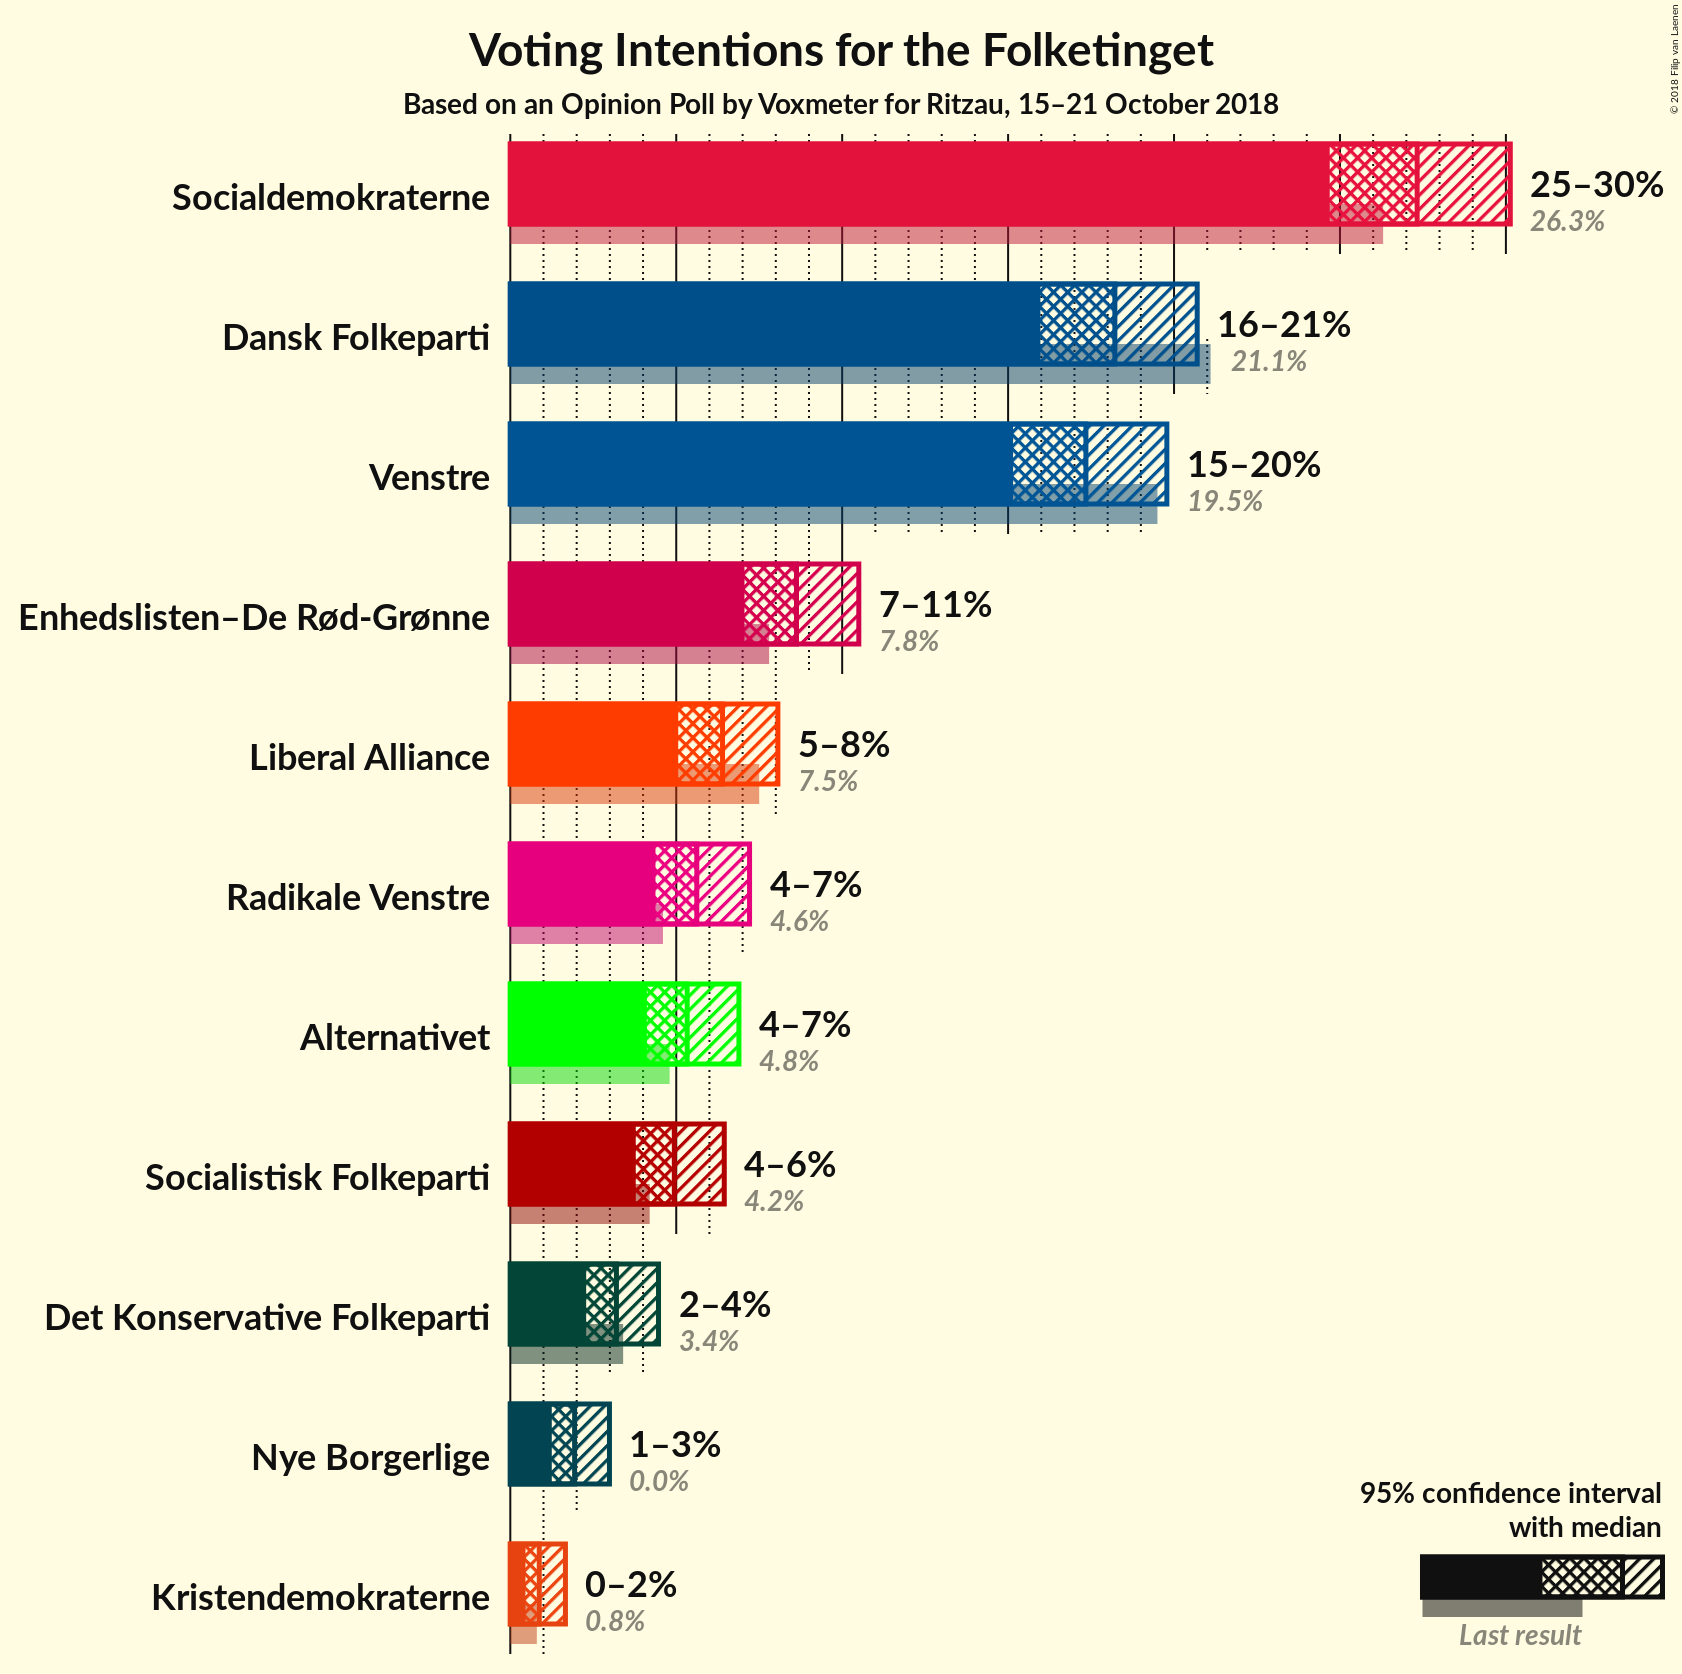 Voting Intentions for the Folketinget
Based on an Opinion Poll by Voxmeter for Ritzau, 15–21 October 2018
© 2018 Filip van Laenen
Socialdemokraterne
25–30%
26.3%
Dansk Folkeparti
16–21%
21.1%
Venstre
15–20%
19.5%
Enhedslisten–De Rød-Grønne
7–11%
7.8%
Liberal Alliance
5–8%
7.5%
Radikale Venstre
4–7%
4.6%
Alternativet
4–7%
4.8%
Socialistisk Folkeparti
4–6%
4.2%
Det Konservative Folkeparti
2–4%
3.4%
Nye Borgerlige
1–3%
0.0%
Kristendemokraterne
0–2%
0.8%
95% confidence interval
with median
Last result